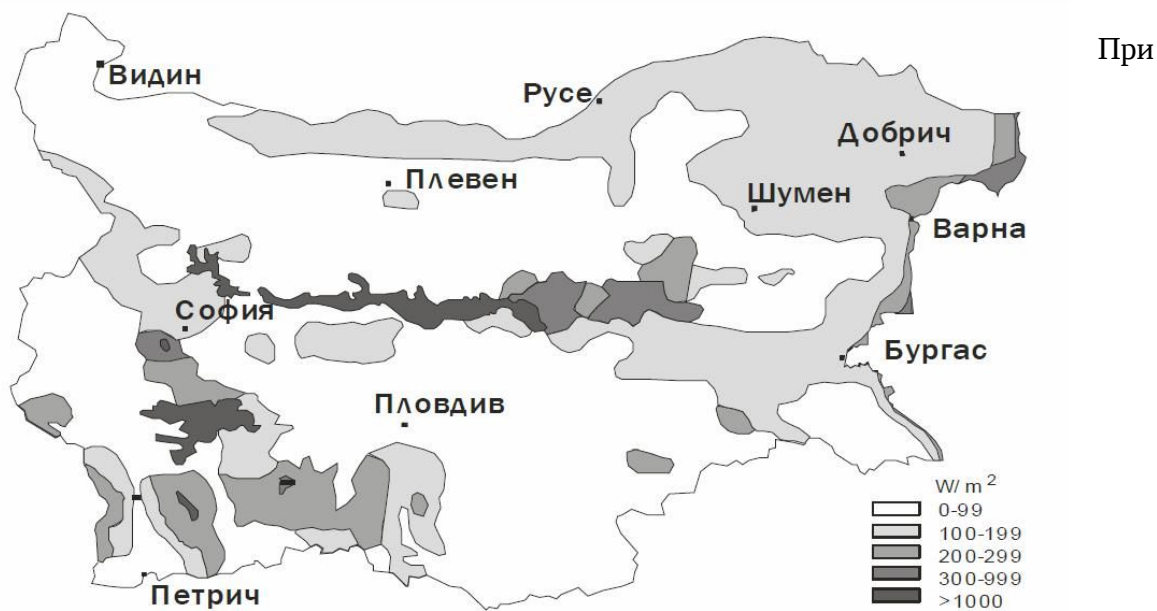 При
Видин
Русе
Добрич
Плевен
Шумен
Варна
София
Бургас
Пловдив
Петрич
W/ m²
0-99
100-199
200-299
300-999
>1000